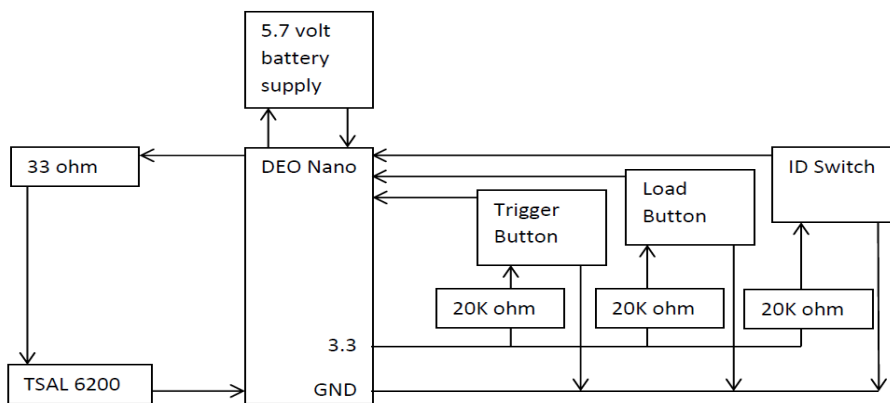 5.7 volt
battery
supply
33 ohm
DEO Nano
ID Switch
Load
Button
Trigger
Button
20K ohm
20K ohm
20K ohm
3.3
TSAL 6200
GND